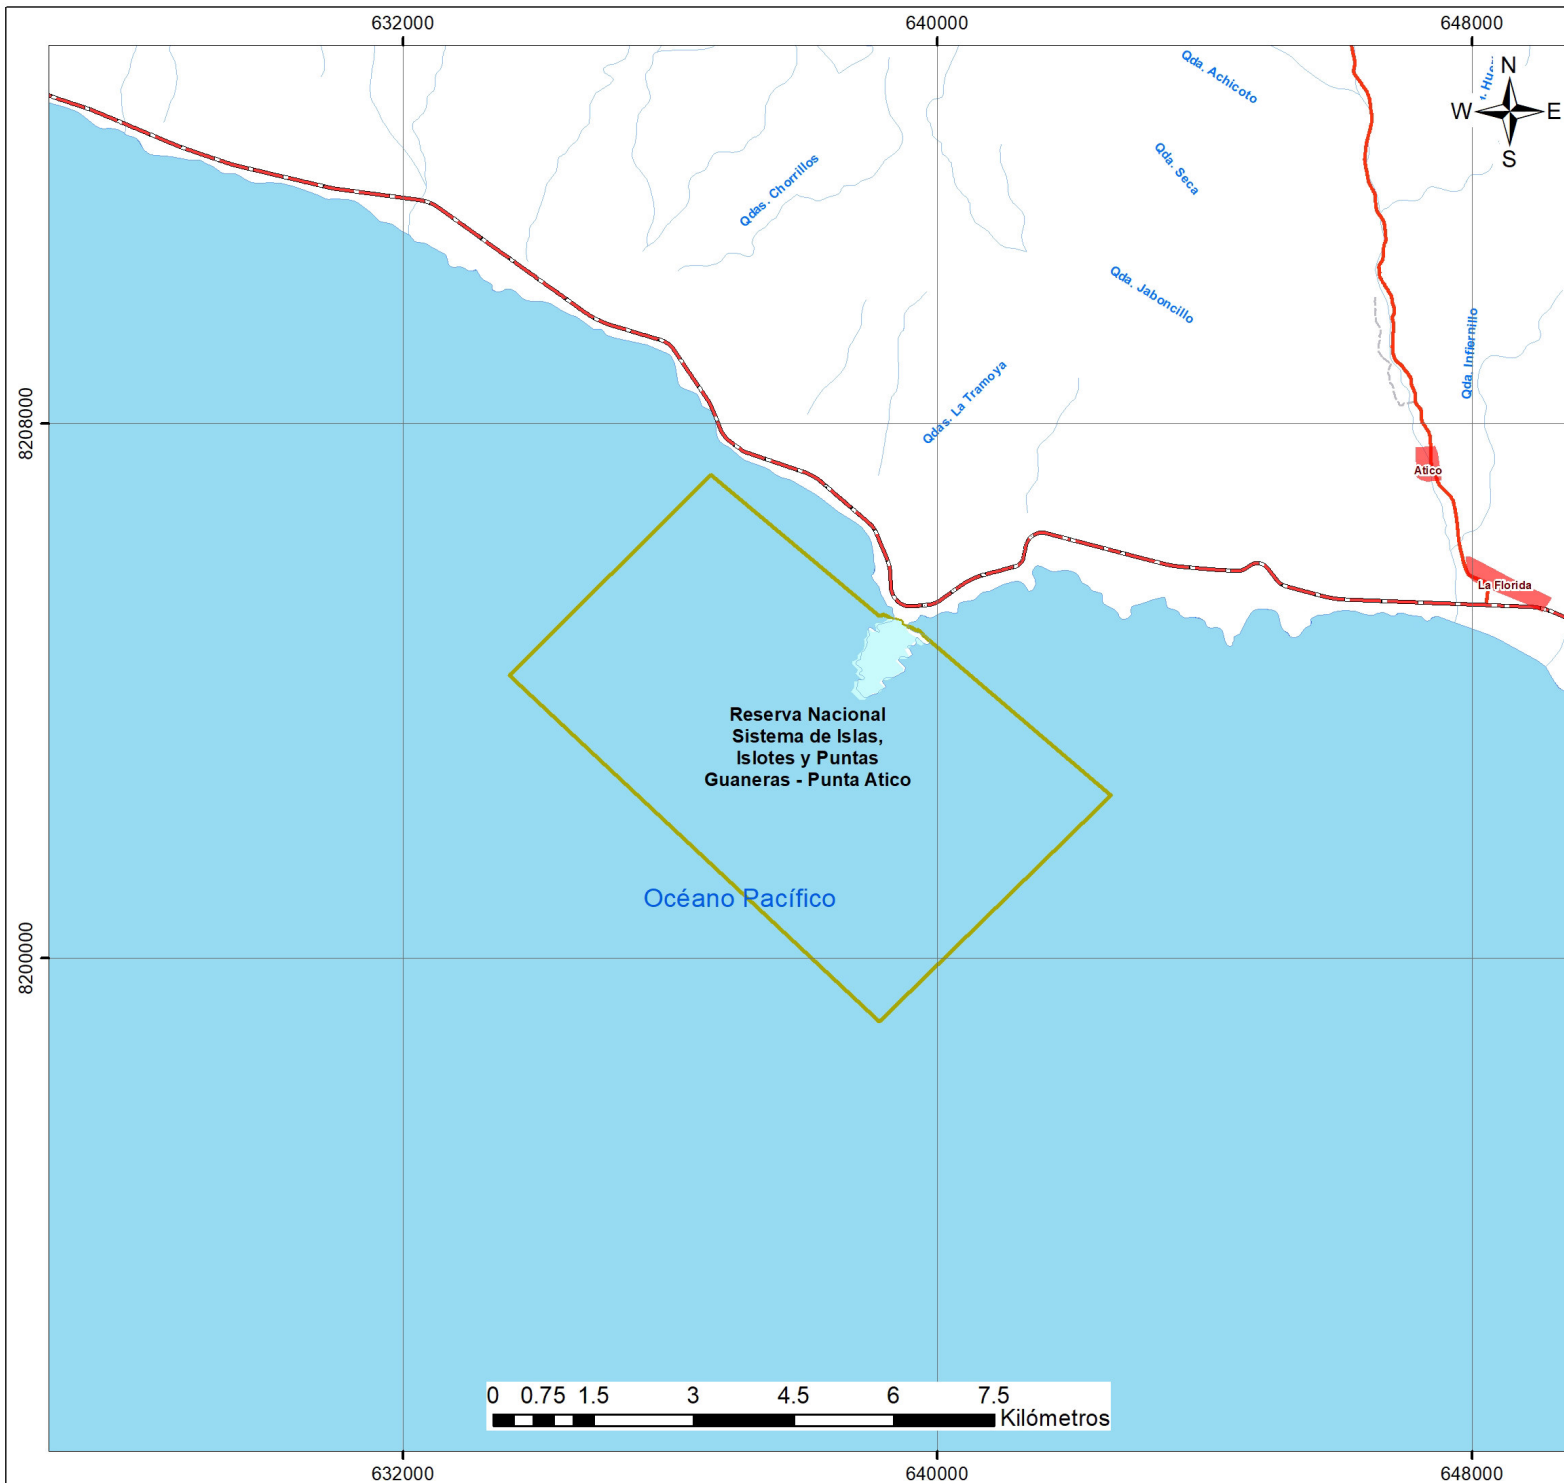 632000
640000
648000
N
W
E
S
Qda. Achicoto
Qda. Seca
Qdas. Chorrillos
Qda. Jaboncillo
Qda. Infiernillo
Qdas. La Tramoya
8208000
8208000
Atico
La Florida
Reserva Nacional
Sistema de Islas,
Islotes y Puntas
Guaneras - Punta Atico
Océano Pacífico
8200000
0 0.75 1.5 3 4.5 6 7.5
Kilómetros
632000
640000
648000